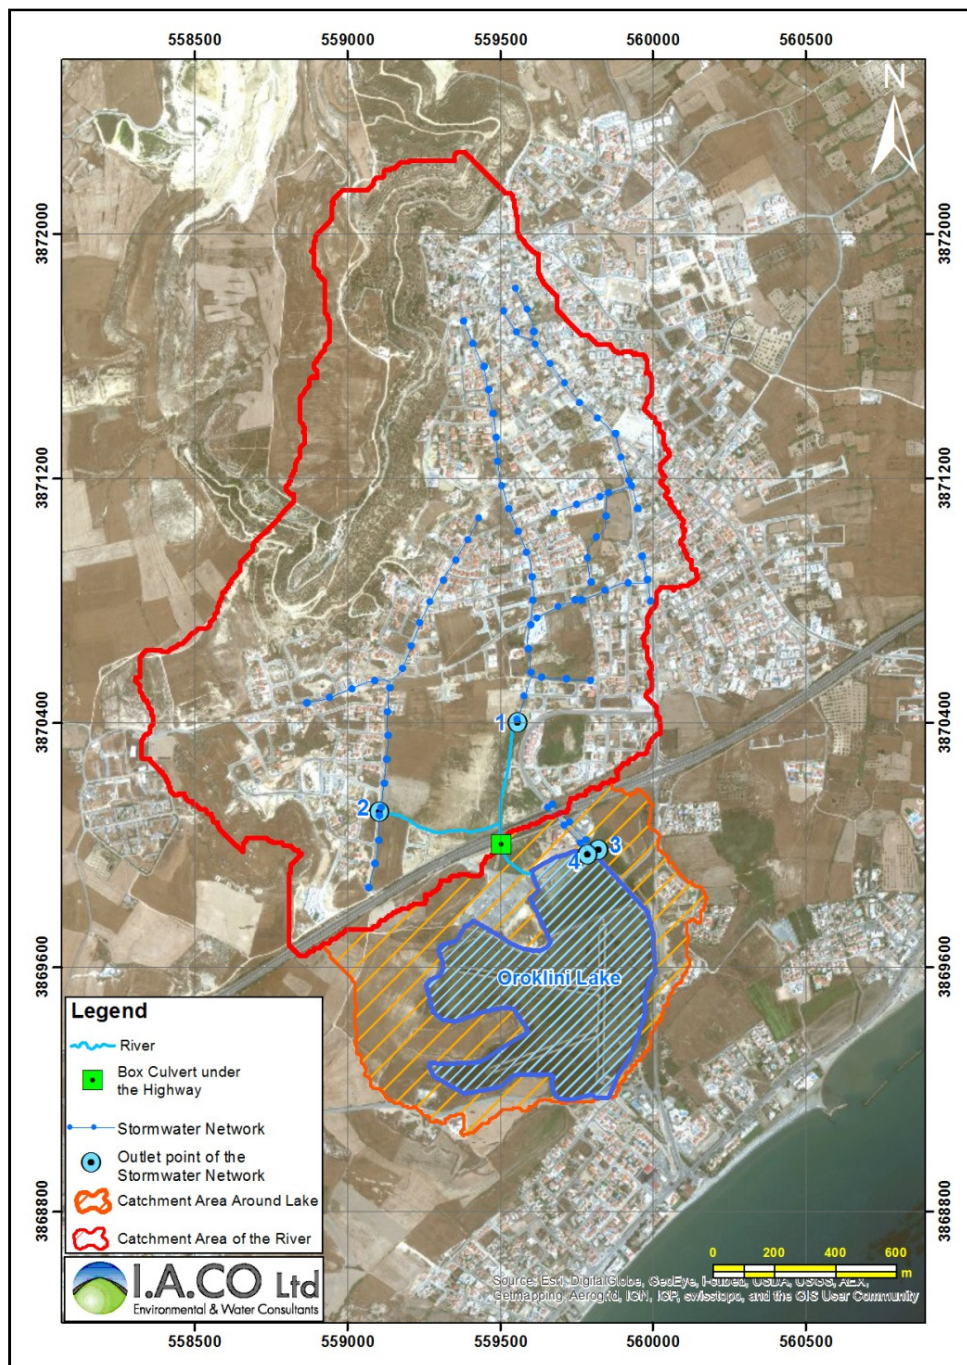 558500 559000 559500 560000 560500
N
3872000 3872000
3871200 3871200
1
3870400 3870400
2
3
4
Oroklini Lake
3869600 3869600
Legend
River
Box Culvert under
the Highway
Stormwater Network
Outlet point of the
Stormwater Network
Catchment Area Around Lake
Catchment Area of the River
3868800 3868800
I.A.CO Ltd
Environmental & Water Consultants
0 200 400 600
m
Source: Esri, DigitalGlobe, GeoEye, i-cubed, USDA, USGS, AEX,
Getmapping, Aerogrid, IGN, IGP, swisstopo, and the GIS User Community
558500 559000 559500 560000 560500